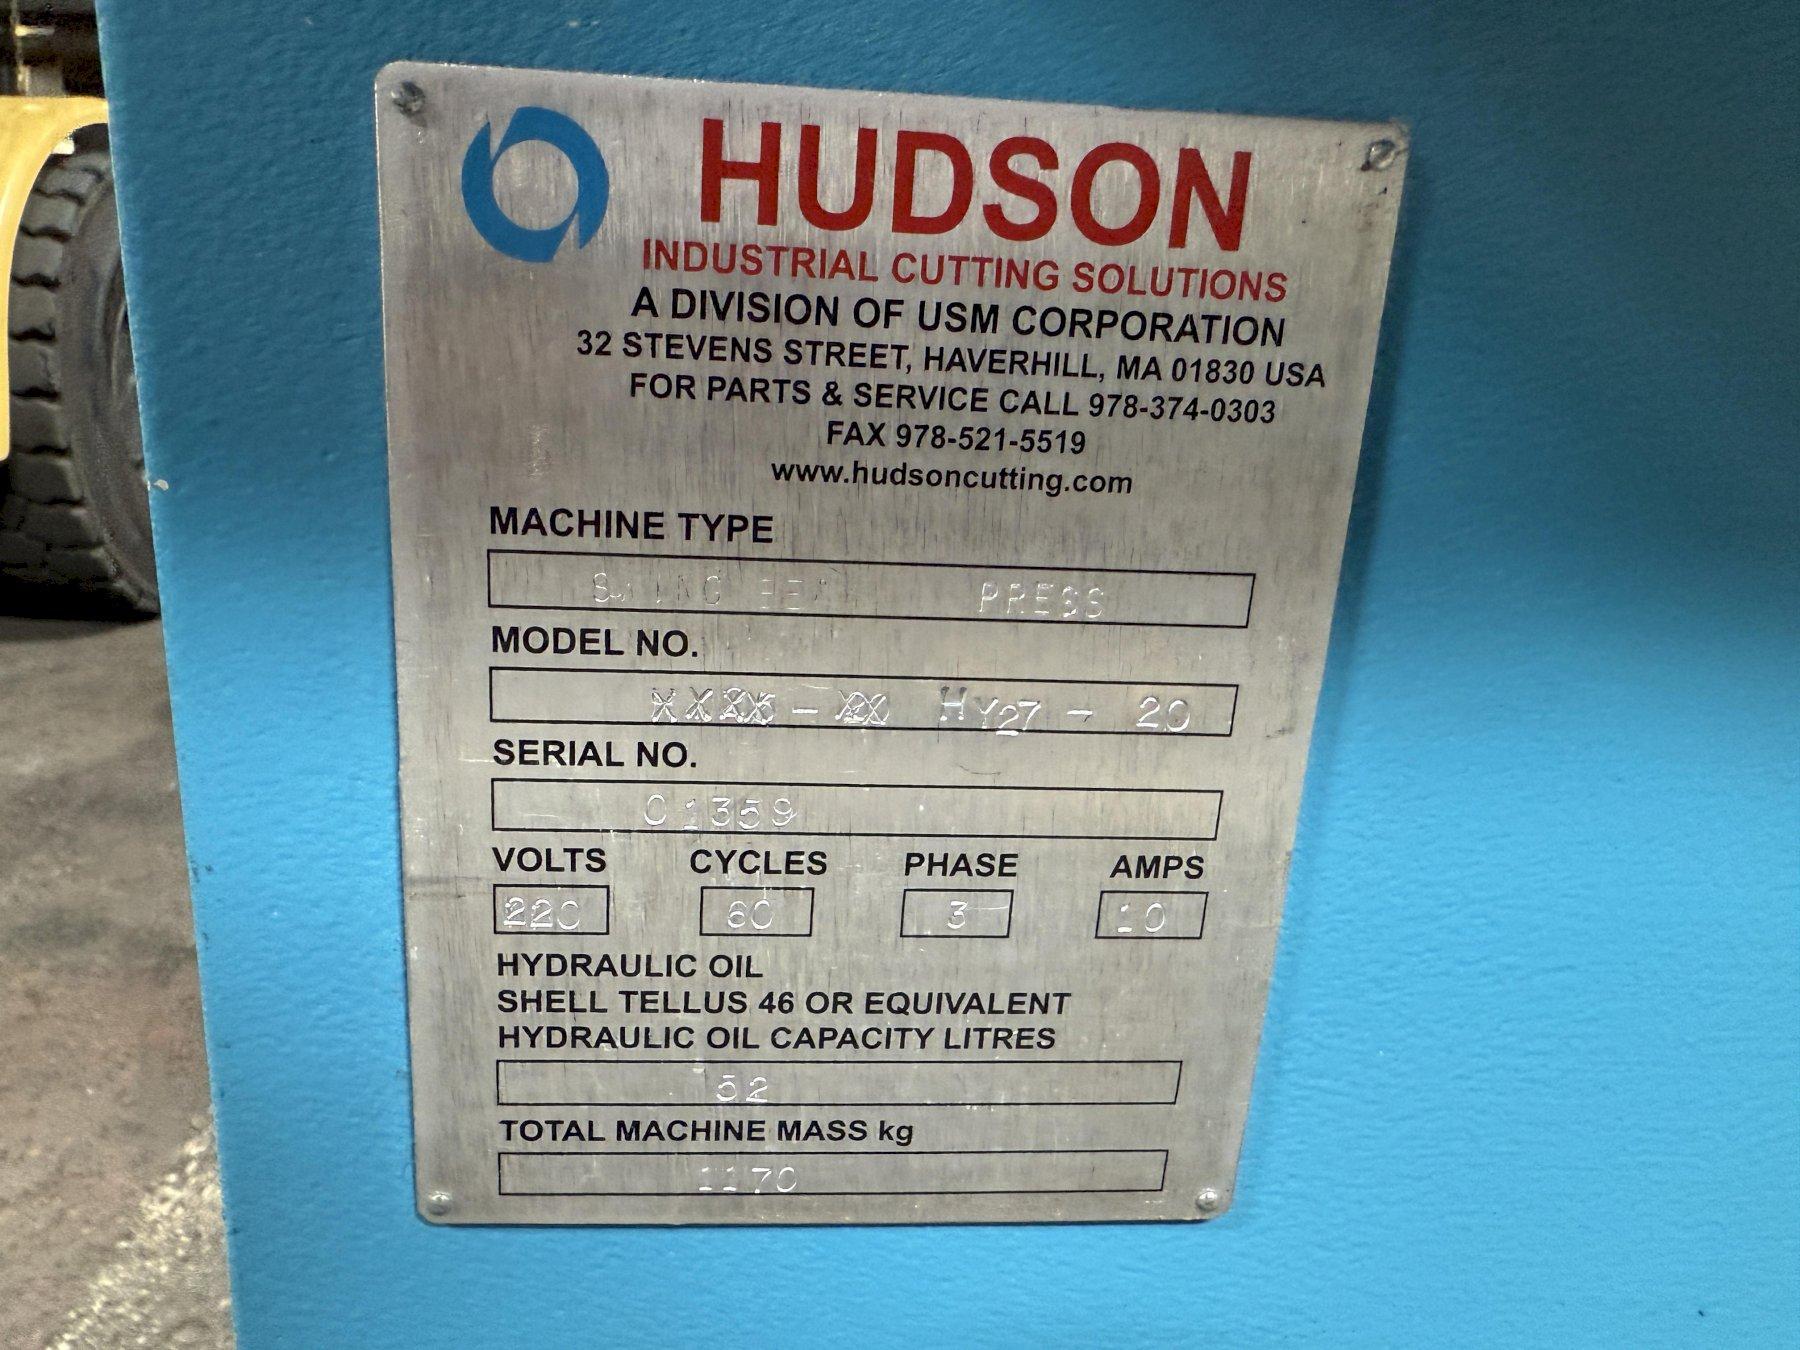 HUDSON
INDUSTRIAL CUTTING SOLUTIONS
A DIVISION OF USM CORPORATION
32 STEVENS STREET, HAVERHILL, MA 01830 USA
FOR PARTS & SERVICE CALL 978-374-0303
FAX 978-521-5519
www.hudsoncutting.com
MACHINE TYPE
SWING BEAM PRESS
MODEL NO.
HY27 - 20
SERIAL NO.
01359
VOLTS CYCLES PHASE AMPS
220 60 3 10
HYDRAULIC OIL
SHELL TELLUS 46 OR EQUIVALENT
HYDRAULIC OIL CAPACITY LITRES
52
TOTAL MACHINE MASS kg
1170